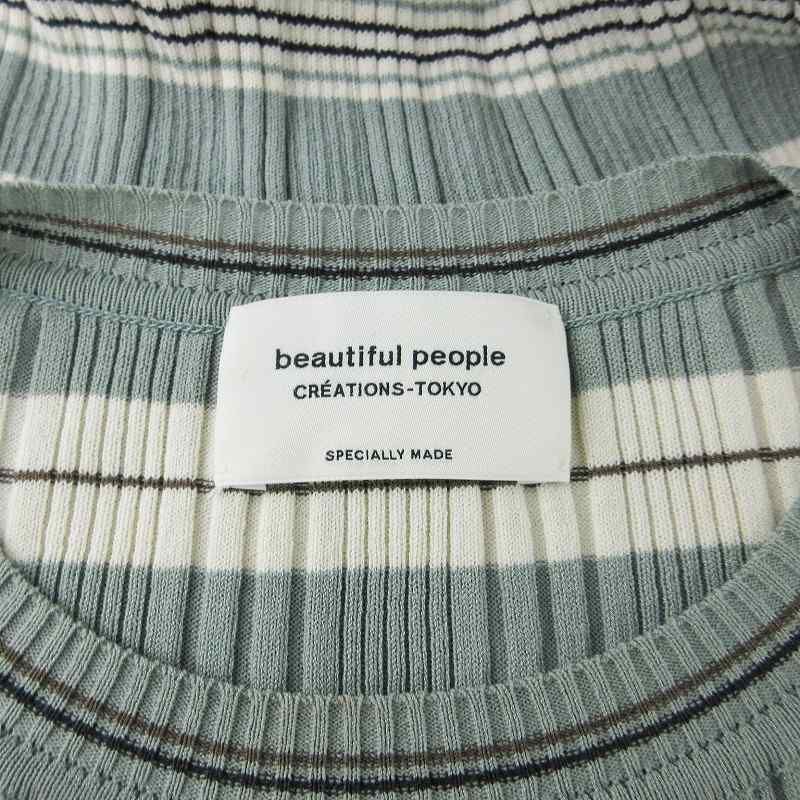 beautiful people
CRÉATIONS-TOKYO
SPECIALLY MADE